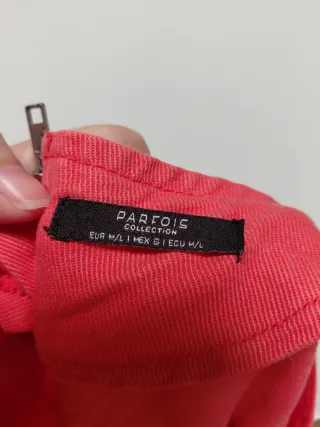 PARFOIS
COLLECTION
EUR M/L | MEX G | ECU M/L